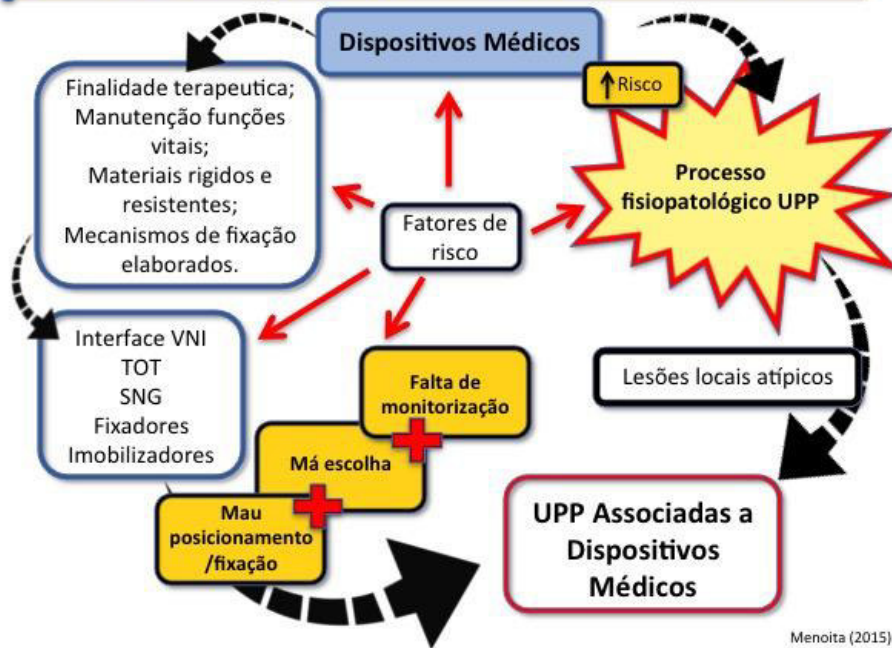 Dispositivos Médicos
↑ Risco
Finalidade terapeutica;
Manutenção funções
vitais;
Materiais rigidos e
resistentes;
Mecanismos de fixação
elaborados.
Processo
fisiopatológico UPP
Fatores de
risco
Interface VNI
TOT
SNG
Fixadores
Imobilizadores
Falta de
monitorização
Lesões locais atípicos
Má escolha
Mau
posicionamento
/fixação
UPP Associadas a
Dispositivos
Médicos
Menoita (2015)